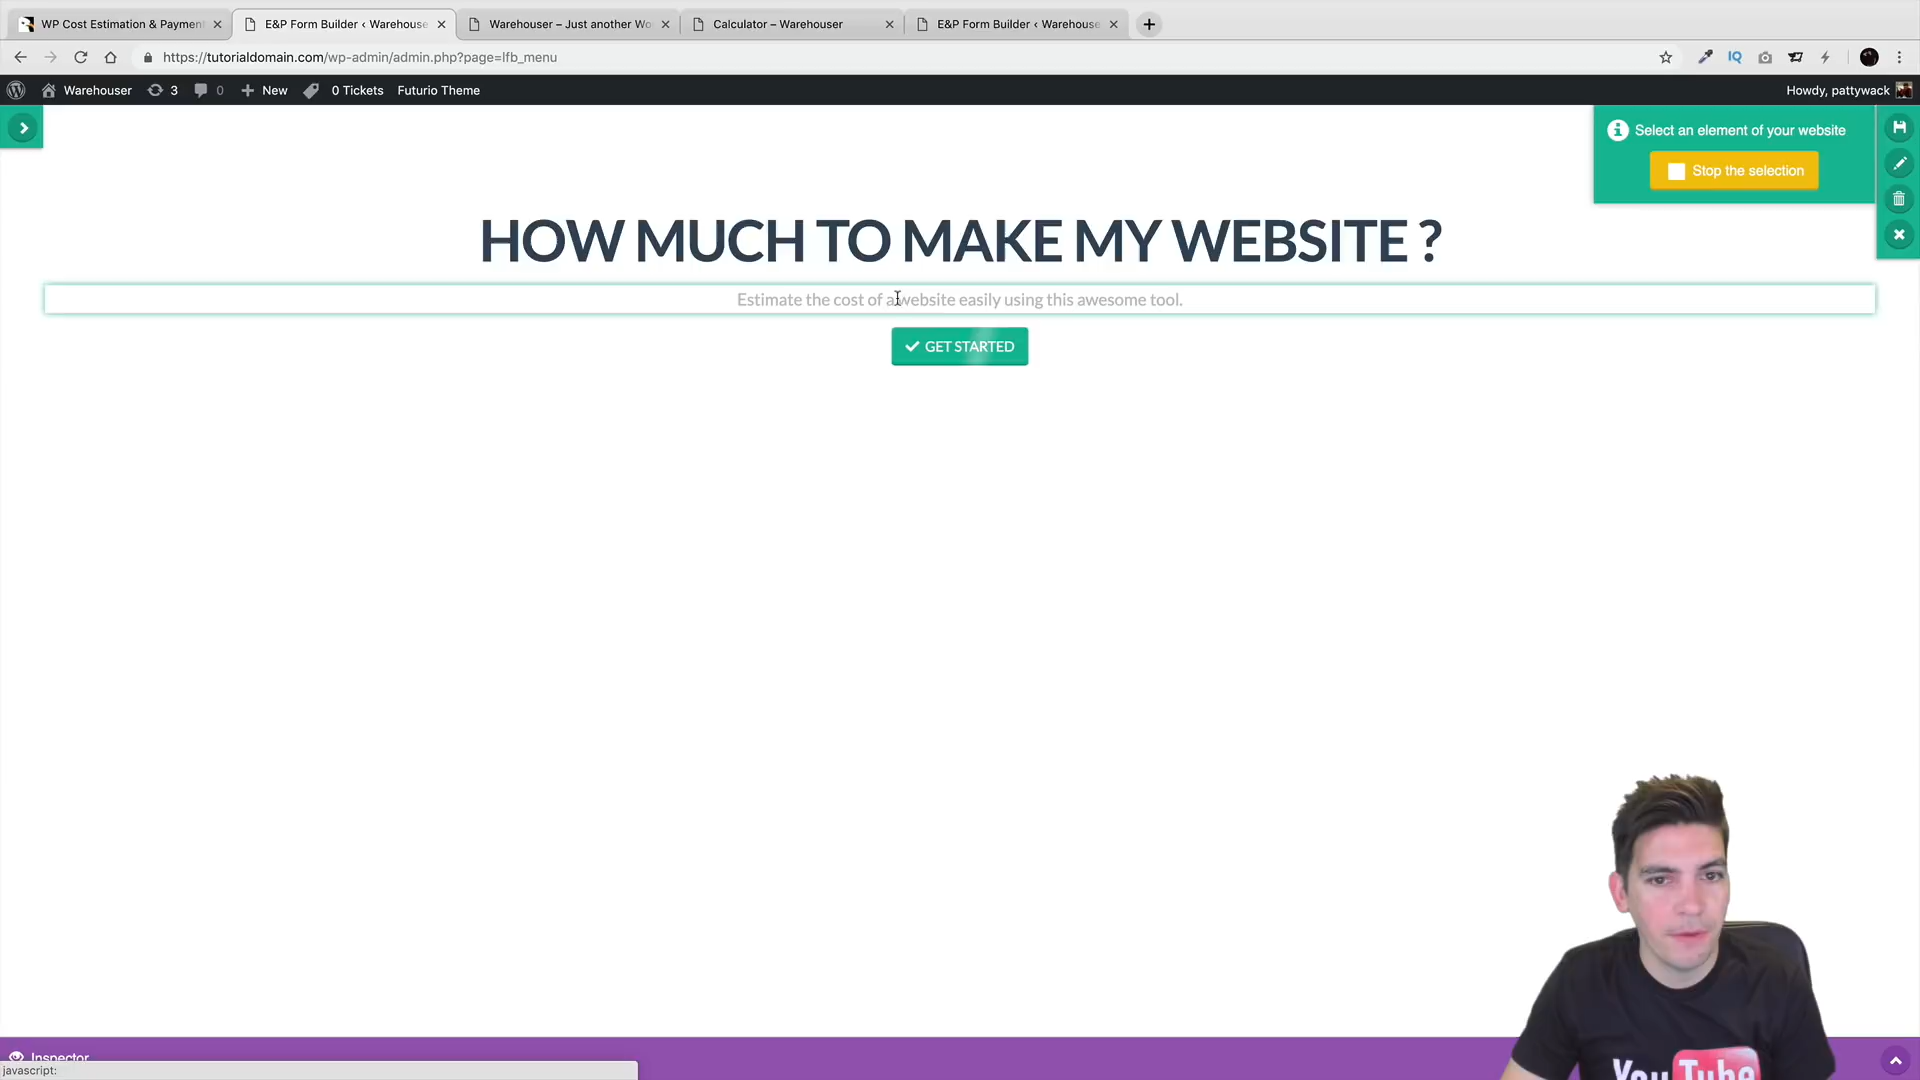 WP Cost Estimation & Payment
E&P Form Builder ‹ Warehouse
Warehouser – Just another Wo
Calculator – Warehouser
E&P Form Builder ‹ Warehouse
https://tutorialdomain.com/wp-admin/admin.php?page=lfb_menu
IQ
Warehouser
3
0
New
0 Tickets
Futurio Theme
Howdy, pattywack
Select an element of your website
Stop the selection
HOW MUCH TO MAKE MY WEBSITE ?
Estimate the cost of a website easily using this awesome tool.
GET STARTED
Inspector
javascript:
YouTube